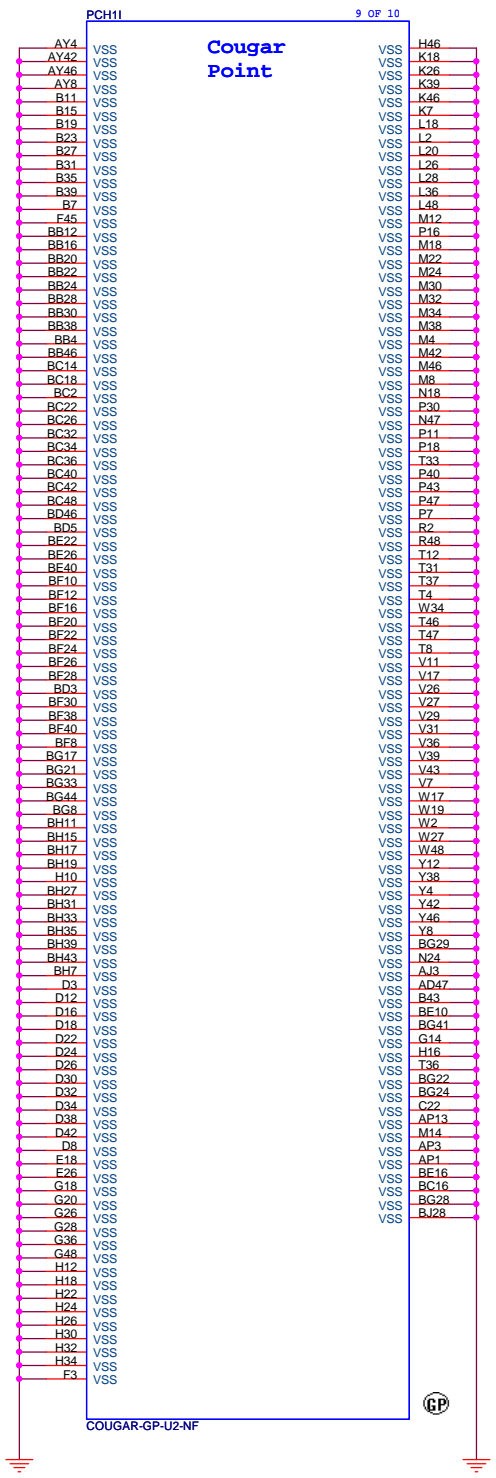 PCH1I 9 OF 10
Cougar
Point
AY4 VSS VSS H46
AY42 VSS VSS K18
AY46 VSS VSS K26
AY8 VSS VSS K39
B11 VSS VSS K46
B15 VSS VSS K7
B19 VSS VSS L18
B23 VSS VSS L2
B27 VSS VSS L20
B31 VSS VSS L26
B35 VSS VSS L28
B39 VSS VSS L36
B7 VSS VSS L48
F45 VSS VSS M12
BB12 VSS VSS P16
BB16 VSS VSS M18
BB20 VSS VSS M22
BB22 VSS VSS M24
BB24 VSS VSS M30
BB28 VSS VSS M32
BB30 VSS VSS M34
BB38 VSS VSS M38
BB4 VSS VSS M4
BB46 VSS VSS M42
BC14 VSS VSS M46
BC18 VSS VSS M8
BC2 VSS VSS N18
BC22 VSS VSS P30
BC26 VSS VSS N47
BC32 VSS VSS P11
BC34 VSS VSS P18
BC36 VSS VSS T33
BC40 VSS VSS P40
BC42 VSS VSS P43
BC48 VSS VSS P47
BD46 VSS VSS P7
BD5 VSS VSS R2
BE22 VSS VSS R48
BE26 VSS VSS T12
BE40 VSS VSS T31
BF10 VSS VSS T37
BF12 VSS VSS T4
BF16 VSS VSS W34
BF20 VSS VSS T46
BF22 VSS VSS T47
BF24 VSS VSS T8
BF26 VSS VSS V11
BF28 VSS VSS V17
BD3 VSS VSS V26
BF30 VSS VSS V27
BF38 VSS VSS V29
BF40 VSS VSS V31
BF8 VSS VSS V36
BG17 VSS VSS V39
BG21 VSS VSS V43
BG33 VSS VSS V7
BG44 VSS VSS W17
BG8 VSS VSS W19
BH11 VSS VSS W2
BH15 VSS VSS W27
BH17 VSS VSS W48
BH19 VSS VSS Y12
H10 VSS VSS Y38
BH27 VSS VSS Y4
BH31 VSS VSS Y42
BH33 VSS VSS Y46
BH35 VSS VSS Y8
BH39 VSS VSS BG29
BH43 VSS VSS N24
BH7 VSS VSS AJ3
D3 VSS VSS AD47
D12 VSS VSS B43
D16 VSS VSS BE10
D18 VSS VSS BG41
D22 VSS VSS G14
D24 VSS VSS H16
D26 VSS VSS T36
D30 VSS VSS BG22
D32 VSS VSS BG24
D34 VSS VSS C22
D38 VSS VSS AP13
D42 VSS VSS M14
D8 VSS VSS AP3
E18 VSS VSS AP1
E26 VSS VSS BE16
G18 VSS VSS BC16
G20 VSS VSS BG28
G26 VSS VSS BJ28
G28 VSS
G36 VSS
G48 VSS
H12 VSS
H18 VSS
H22 VSS
H24 VSS
H26 VSS
H30 VSS
H32 VSS
H34 VSS
F3 VSS
GP
COUGAR-GP-U2-NF